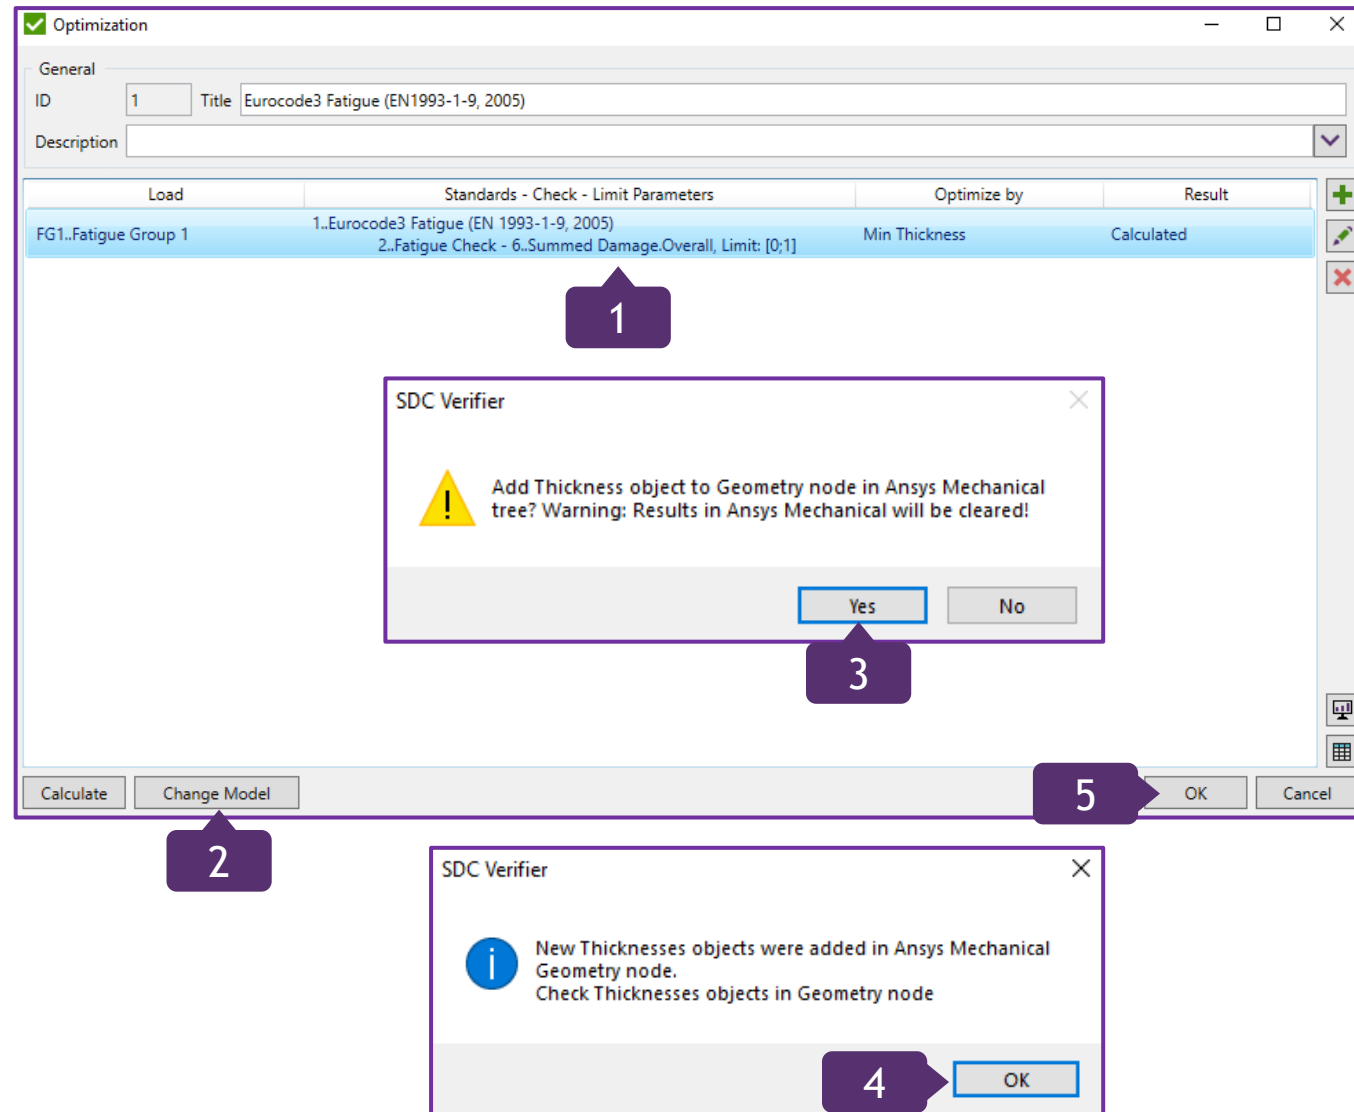 Optimization
General
ID 1 Title Eurocode3 Fatigue (EN1993-1-9, 2005)
Description
Load Standards - Check - Limit Parameters Optimize by Result
FG1..Fatigue Group 1 1..Eurocode3 Fatigue (EN 1993-1-9, 2005) Min Thickness Calculated
2..Fatigue Check - 6..Summed Damage.Overall, Limit: [0;1]
1
SDC Verifier
Add Thickness object to Geometry node in Ansys Mechanical
tree? Warning: Results in Ansys Mechanical will be cleared!
Yes No
3
Calculate Change Model 5 OK Cancel
2
SDC Verifier
New Thicknesses objects were added in Ansys Mechanical
Geometry node.
Check Thicknesses objects in Geometry node
4 OK